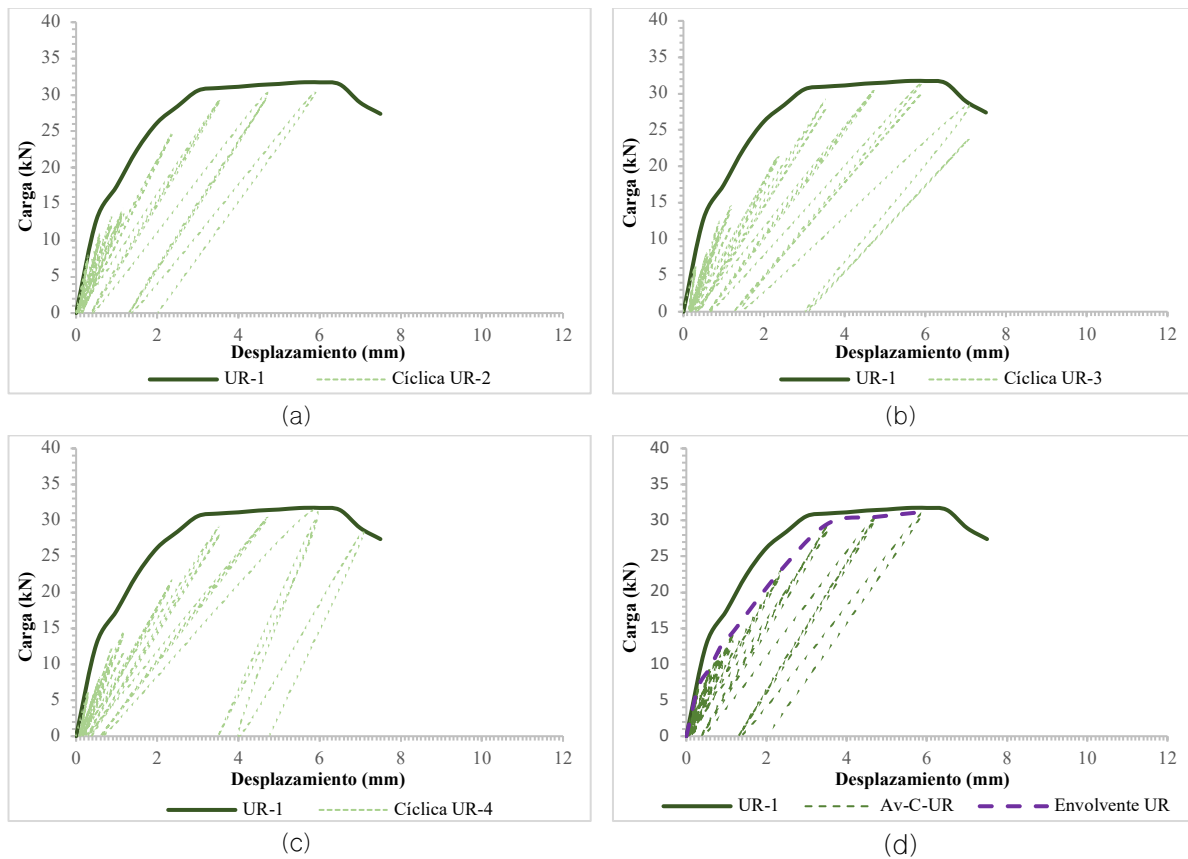 40
35
30
25
20
15
10
5
0
Carga (kN)
0 2 4 6 8 10 12
Desplazamiento (mm)
UR-1 Cíclica UR-2
(a)
40
35
30
25
20
15
10
5
0
Carga (kN)
0 2 4 6 8 10 12
Desplazamiento (mm)
UR-1 Cíclica UR-3
(b)
40
35
30
25
20
15
10
5
0
Carga (kN)
0 2 4 6 8 10 12
Desplazamiento (mm)
UR-1 Cíclica UR-4
(c)
40
35
30
25
20
15
10
5
0
Carga (kN)
0 2 4 6 8 10 12
Desplazamiento (mm)
UR-1 Av-C-UR Envolvente UR
(d)